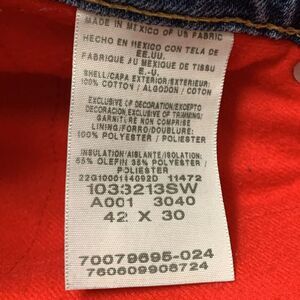 MADE IN MEXICO OF US FABRIC
HECHO EN MEXICO CON TELA DE
EE.UU.
FABRIQUE AU MEXIQUE DE TISSU
E.-U.
SHELL/CAPA EXTERIOR/EXTERIEUR:
100% COTTON / ALGODON / COTON
EXCLUSIVE OF DECORATION/EXCEPTO
DECORACION.EXCLUSIVE OF TRIMMING/
GARNITURE NON COMPRISE
LINING/FORRO/DOUBLURE:
100% POLYESTER / POLIESTER
INSULATION/AISLANTE/ISOLATION:
65% OLEFIN 35% POLYESTER /
POLIESTER
22G1000114092D 11472
1033213SW
A001 3040
42 X 30
70079695-024
760609906724